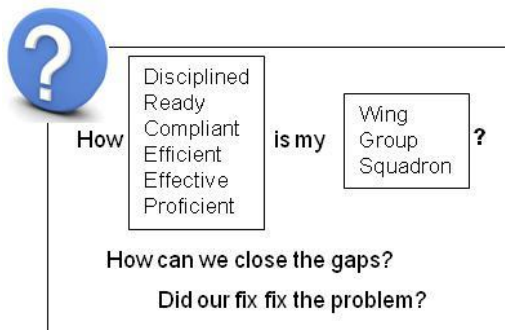 ?
Disciplined
Ready
Compliant
Efficient
Effective
Proficient
How
is my
Wing
Group
Squadron
?
How can we close the gaps?
Did our fix fix the problem?